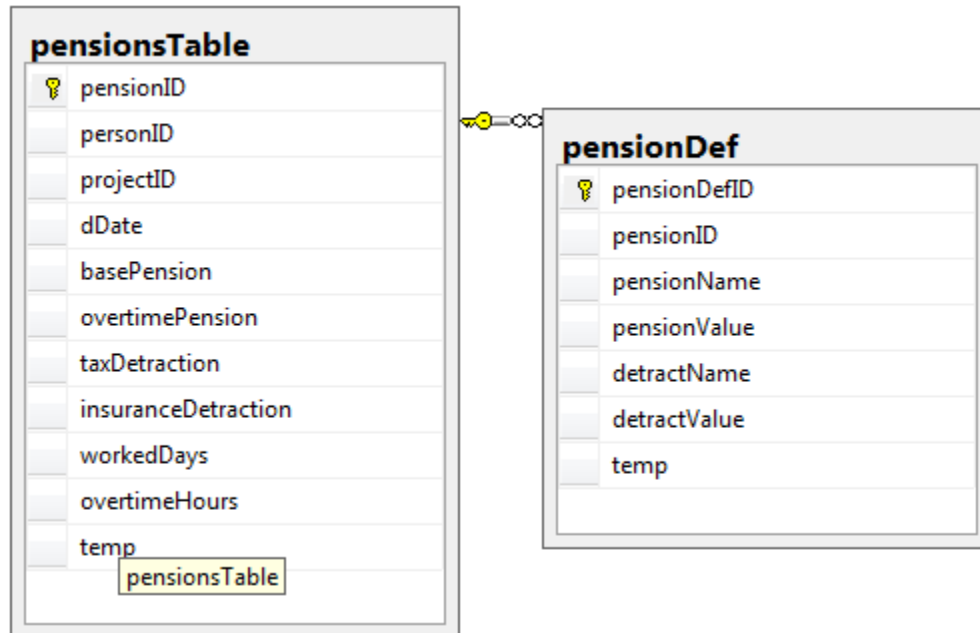 pensionsTable
pensionID
personID
projectID
dDate
basePension
overtimePension
taxDetraction
insuranceDetraction
workedDays
overtimeHours
temp
pensionsTable
pensionDef
pensionDefID
pensionID
pensionName
pensionValue
detractName
detractValue
temp